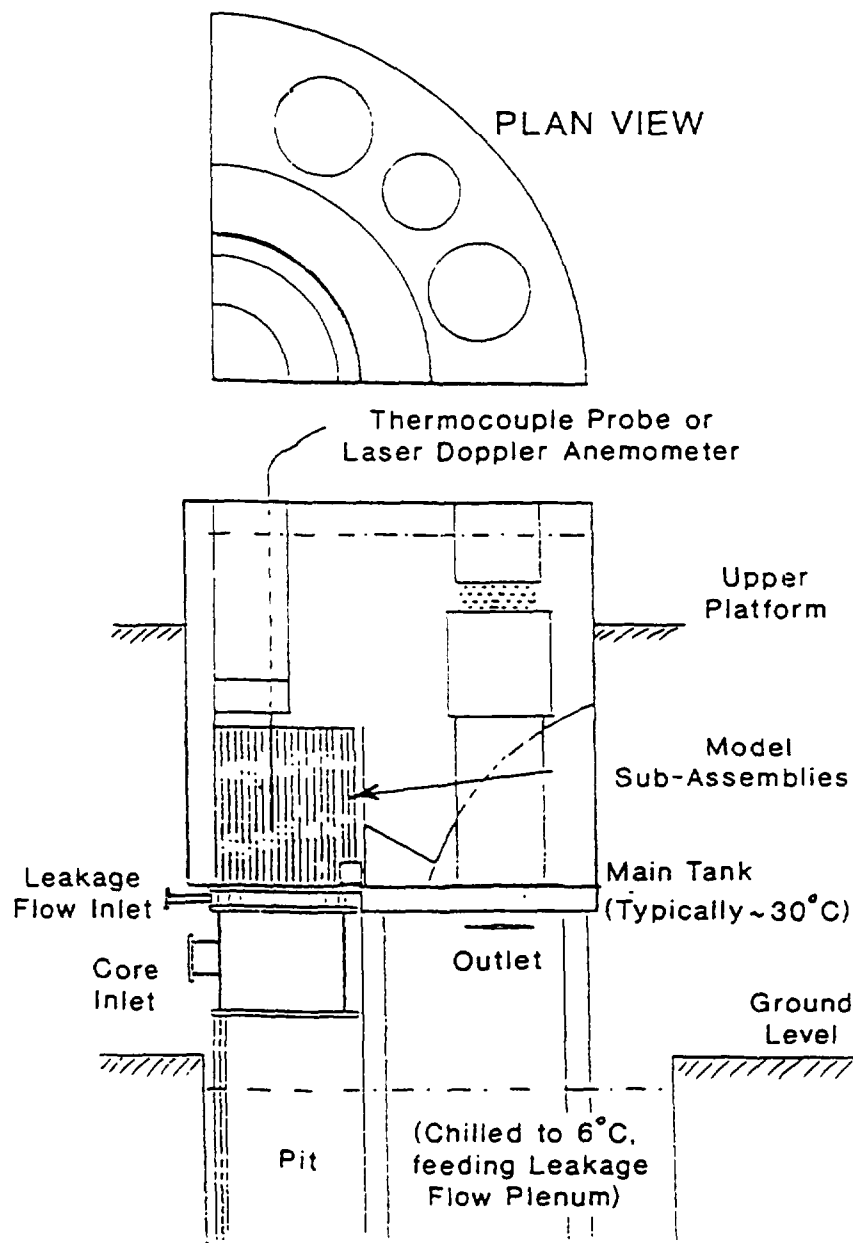 PLAN VIEW
Thermocouple Probe or
Laser Doppler Anemometer
Upper
Platform
Model
Sub-Assemblies
Leakage
Flow Inlet
Main Tank
(Typically ~ 30°C)
Core
Inlet
Outlet
Ground
Level
Pit
(Chilled to 6°C,
feeding Leakage
Flow Plenum)